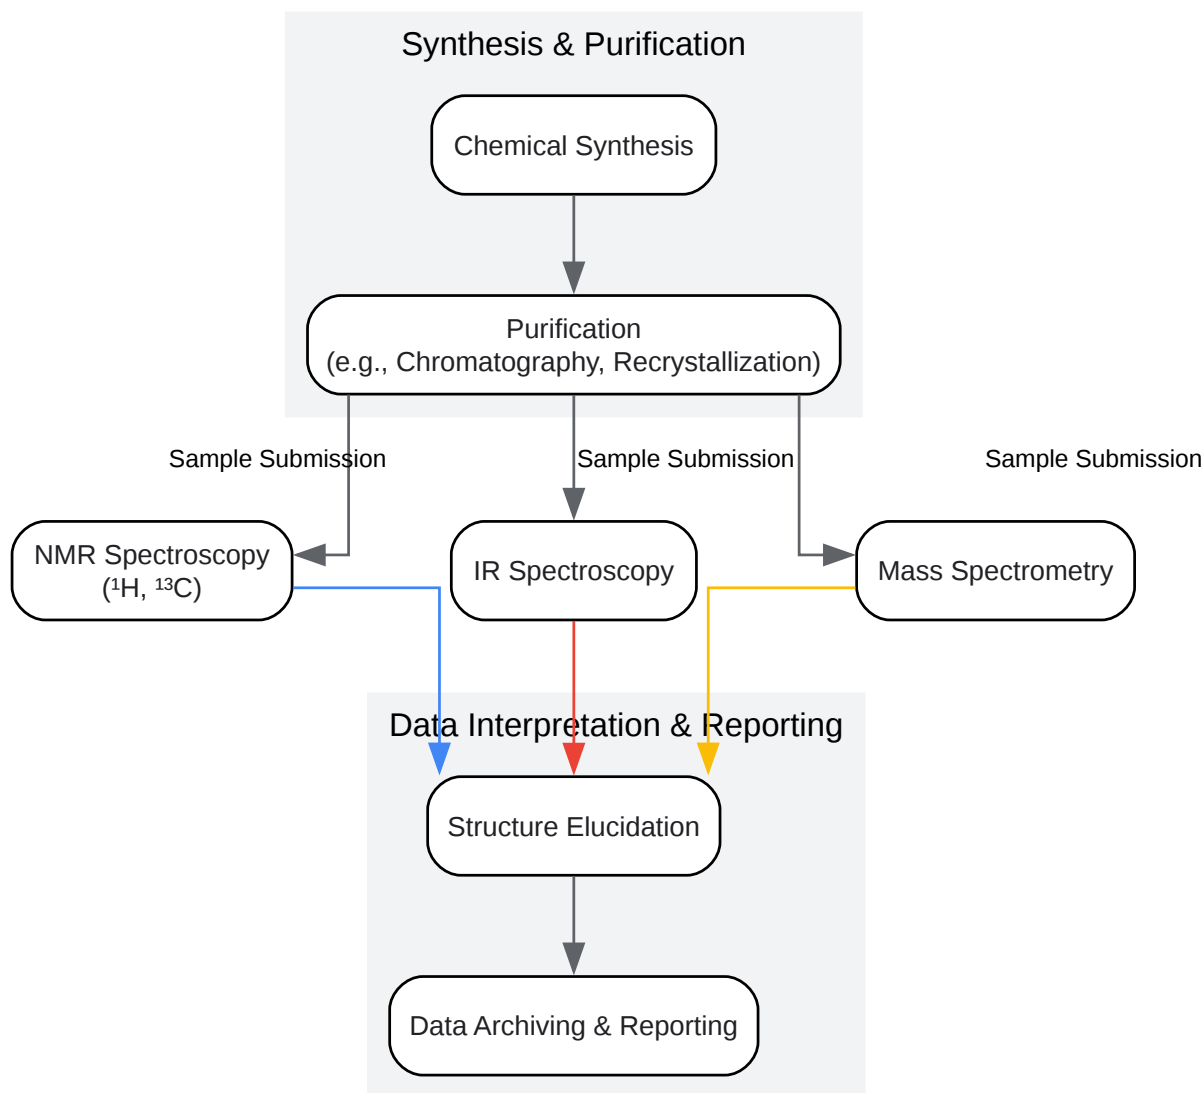 Synthesis & Purification
Chemical Synthesis
Purification
(e.g., Chromatography, Recrystallization)
Sample Submission
Sample Submission
Sample Submission
NMR Spectroscopy
(¹H, ¹³C)
IR Spectroscopy
Mass Spectrometry
Data Interpretation & Reporting
Structure Elucidation
Data Archiving & Reporting